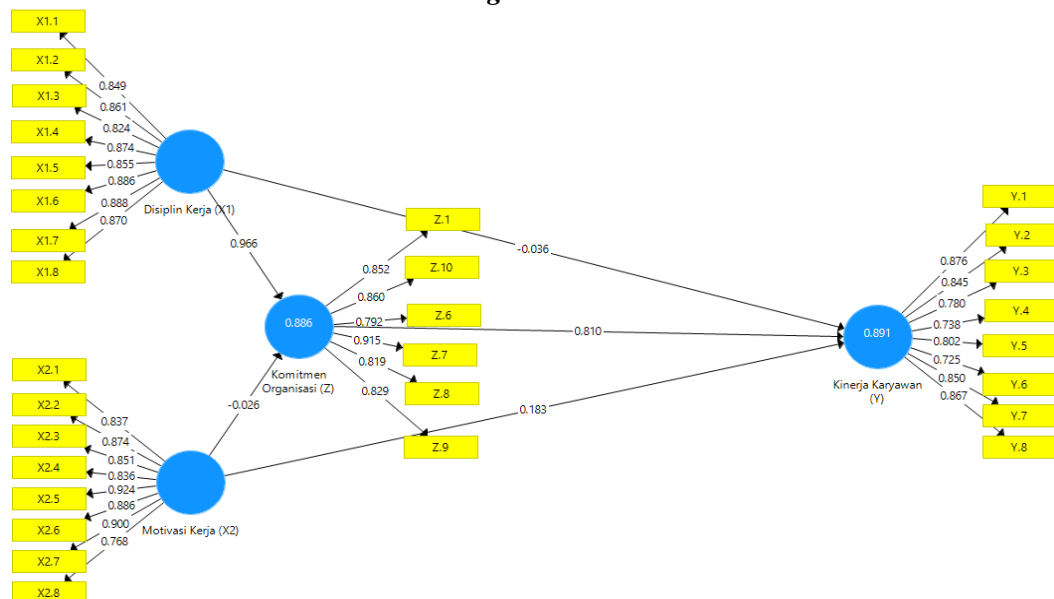 X1.1
X1.2
X1.3
X1.4
X1.5
X1.6
X1.7
X1.8
0.849
0.861
0.824
0.874
0.855
0.886
0.888
0.870
Disiplin Kerja (X1)
0.966
-0.036
Z.1
Z.10
Z.6
Z.7
Z.8
Z.9
0.852
0.860
0.792
0.915
0.819
0.829
0.886
Komitmen
Organisasi (Z)
0.810
-0.026
0.183
X2.1
X2.2
X2.3
X2.4
X2.5
X2.6
X2.7
X2.8
0.837
0.874
0.851
0.836
0.924
0.886
0.900
0.768
Motivasi Kerja (X2)
0.891
Kinerja Karyawan
(Y)
0.876
0.845
0.780
0.738
0.802
0.725
0.850
0.867
Y.1
Y.2
Y.3
Y.4
Y.5
Y.6
Y.7
Y.8